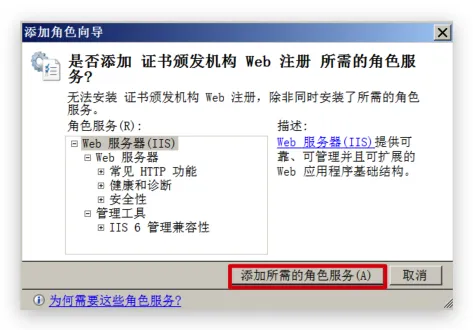 添加角色向导
是否添加 证书颁发机构 Web 注册 所需的角色服
务?
无法安装 证书颁发机构 Web 注册，除非同时安装了所需的角色
服务。
角色服务(R):
Web 服务器(IIS)
Web 服务器
常见 HTTP 功能
健康和诊断
安全性
管理工具
IIS 6 管理兼容性
描述:
Web 服务器(IIS)提供可
靠、可管理并且可扩展的
Web 应用程序基础结构。
添加所需的角色服务(A)
取消
为何需要这些角色服务?